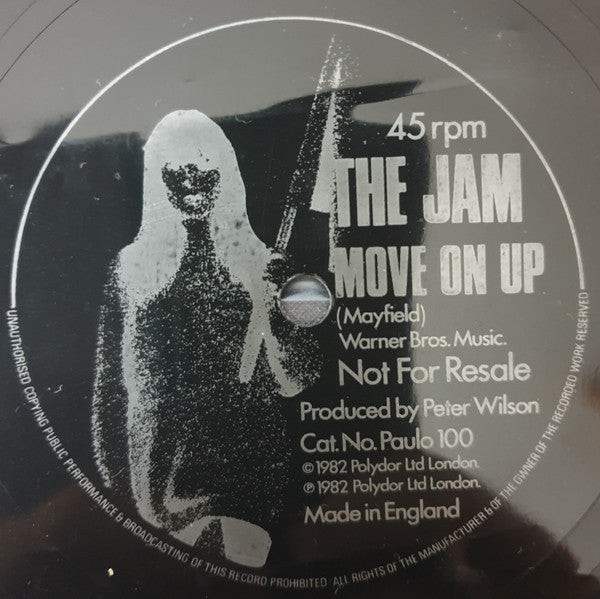 45 rpm
THE JAM
MOVE ON UP
(Mayfield)
Warner Bros. Music.
Not For Resale
Produced by Peter Wilson
Cat. No. Paulo 100
© 1982 Polydor Ltd London.
℗ 1982 Polydor Ltd London.
Made in England
UNAUTHORISED COPYING PUBLIC PERFORMANCE & BROADCASTING OF THIS RECORD PROHIBITED. ALL RIGHTS OF THE MANUFACTURER & OF THE OWNER OF THE RECORDED WORK RESERVED